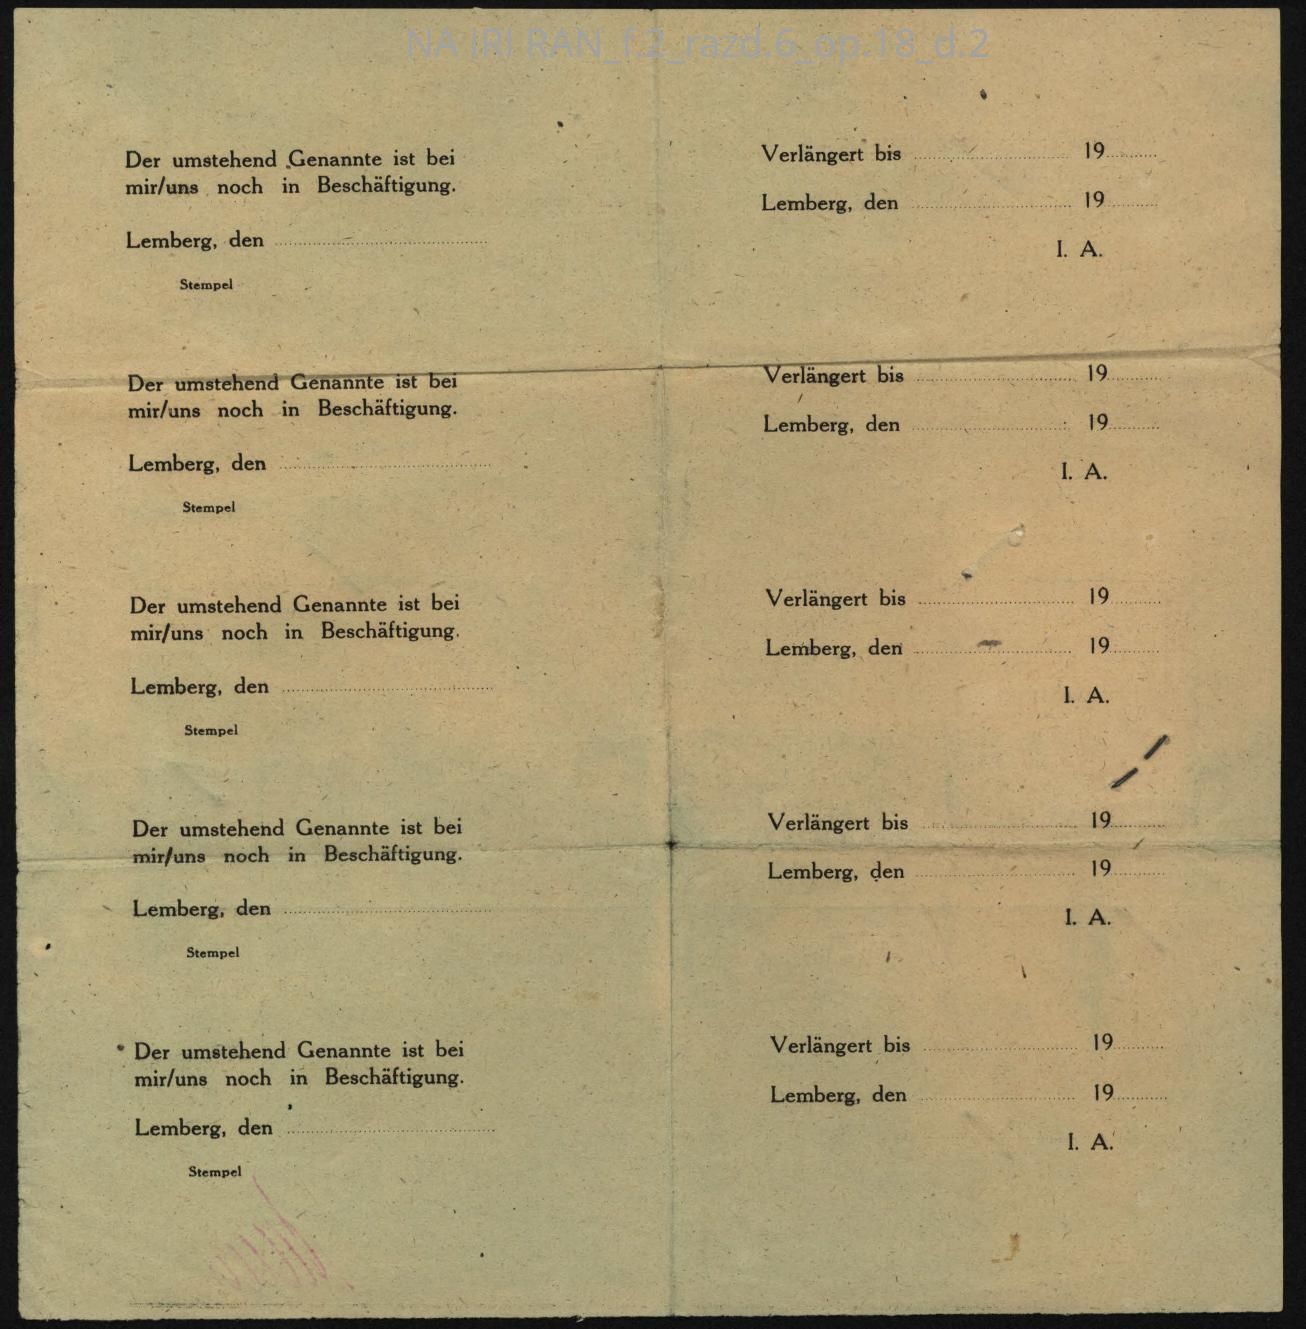 NA IRI RAN_f.2_razd.6_op.18_d.2
Der umstehend Genannte ist bei
mir/uns noch in Beschäftigung.
Lemberg, den
Stempel
Verlängert bis 19
Lemberg, den 19
I. A.
Der umstehend Genannte ist bei
mir/uns noch in Beschäftigung.
Lemberg, den
Stempel
Verlängert bis 19
Lemberg, den 19
I. A.
Der umstehend Genannte ist bei
mir/uns noch in Beschäftigung.
Lemberg, den
Stempel
Verlängert bis 19
Lemberg, den 19
I. A.
Der umstehend Genannte ist bei
mir/uns noch in Beschäftigung.
Lemberg, den
Stempel
Verlängert bis 19
Lemberg, den 19
I. A.
Der umstehend Genannte ist bei
mir/uns noch in Beschäftigung.
Lemberg, den
Stempel
Verlängert bis 19
Lemberg, den 19
I. A.